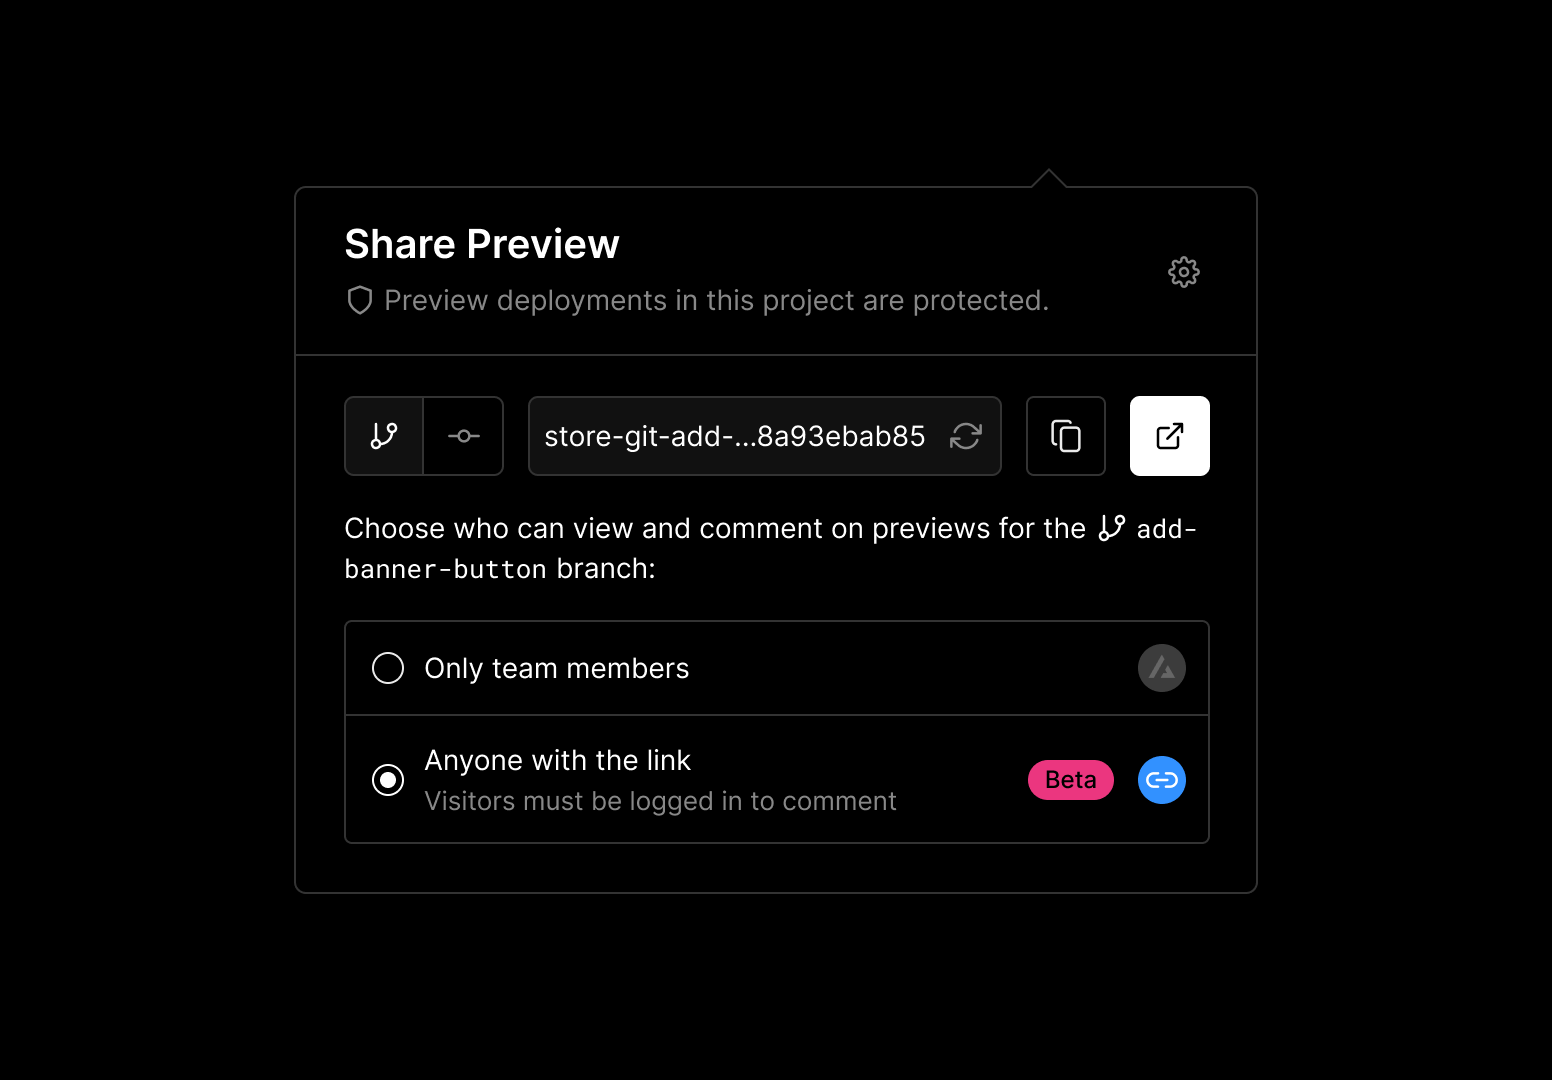 Share Preview
Preview deployments in this project are protected.
store-git-add-...8a93ebab85
Choose who can view and comment on previews for the add-
banner-button branch:
Only team members
Anyone with the link
Visitors must be logged in to comment
Beta